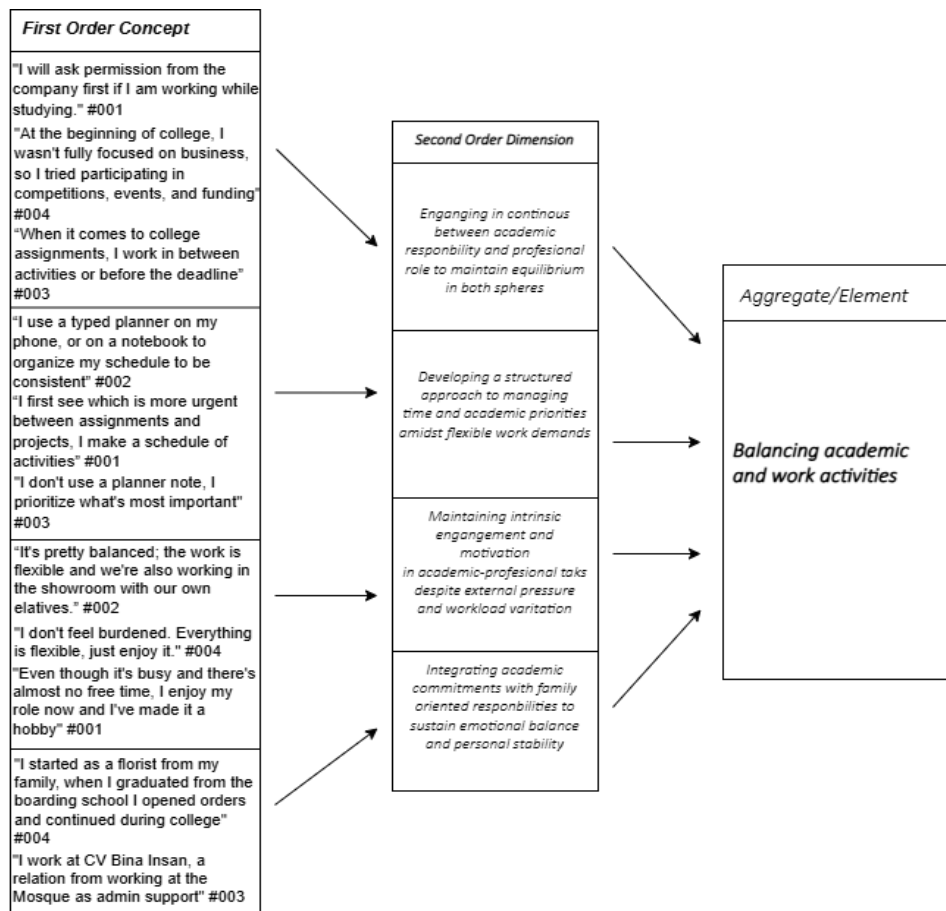 First Order Concept
"I will ask permission from the
company first if I am working while
studying." #001
"At the beginning of college, I
wasn't fully focused on business,
so I tried participating in
competitions, events, and funding"
#004
"When it comes to college
assignments, I work in between
activities or before the deadline"
#003
"I use a typed planner on my
phone, or on a notebook to
organize my schedule to be
consistent" #002
"I first see which is more urgent
between assignments and
projects, I make a schedule of
activities" #001
"I don't use a planner note, I
prioritize what's most important"
#003
"It's pretty balanced; the work is
flexible and we're also working in
the showroom with our own
elatives." #002
"I don't feel burdened. Everything
is flexible, just enjoy it." #004
"Even though it's busy and there's
almost no free time, I enjoy my
role now and I've made it a
hobby" #001
"I started as a florist from my
family, when I graduated from the
boarding school I opened orders
and continued during college"
#004
"I work at CV Bina Insan, a
relation from working at the
Mosque as admin support" #003
Second Order Dimension
Enganging in continous
between academic
responbility and profesional
role to maintain equilibrium
in both spheres
Developing a structured
approach to managing
time and academic priorities
amidst flexible work demands
Maintaining intrinsic
engangement and
motivation
in academic-profesional taks
despite external pressure
and workload varitation
Integrating academic
commitments with family
oriented responbilities to
sustain emotional balance
and personal stability
Aggregate/Element
Balancing academic
and work activities